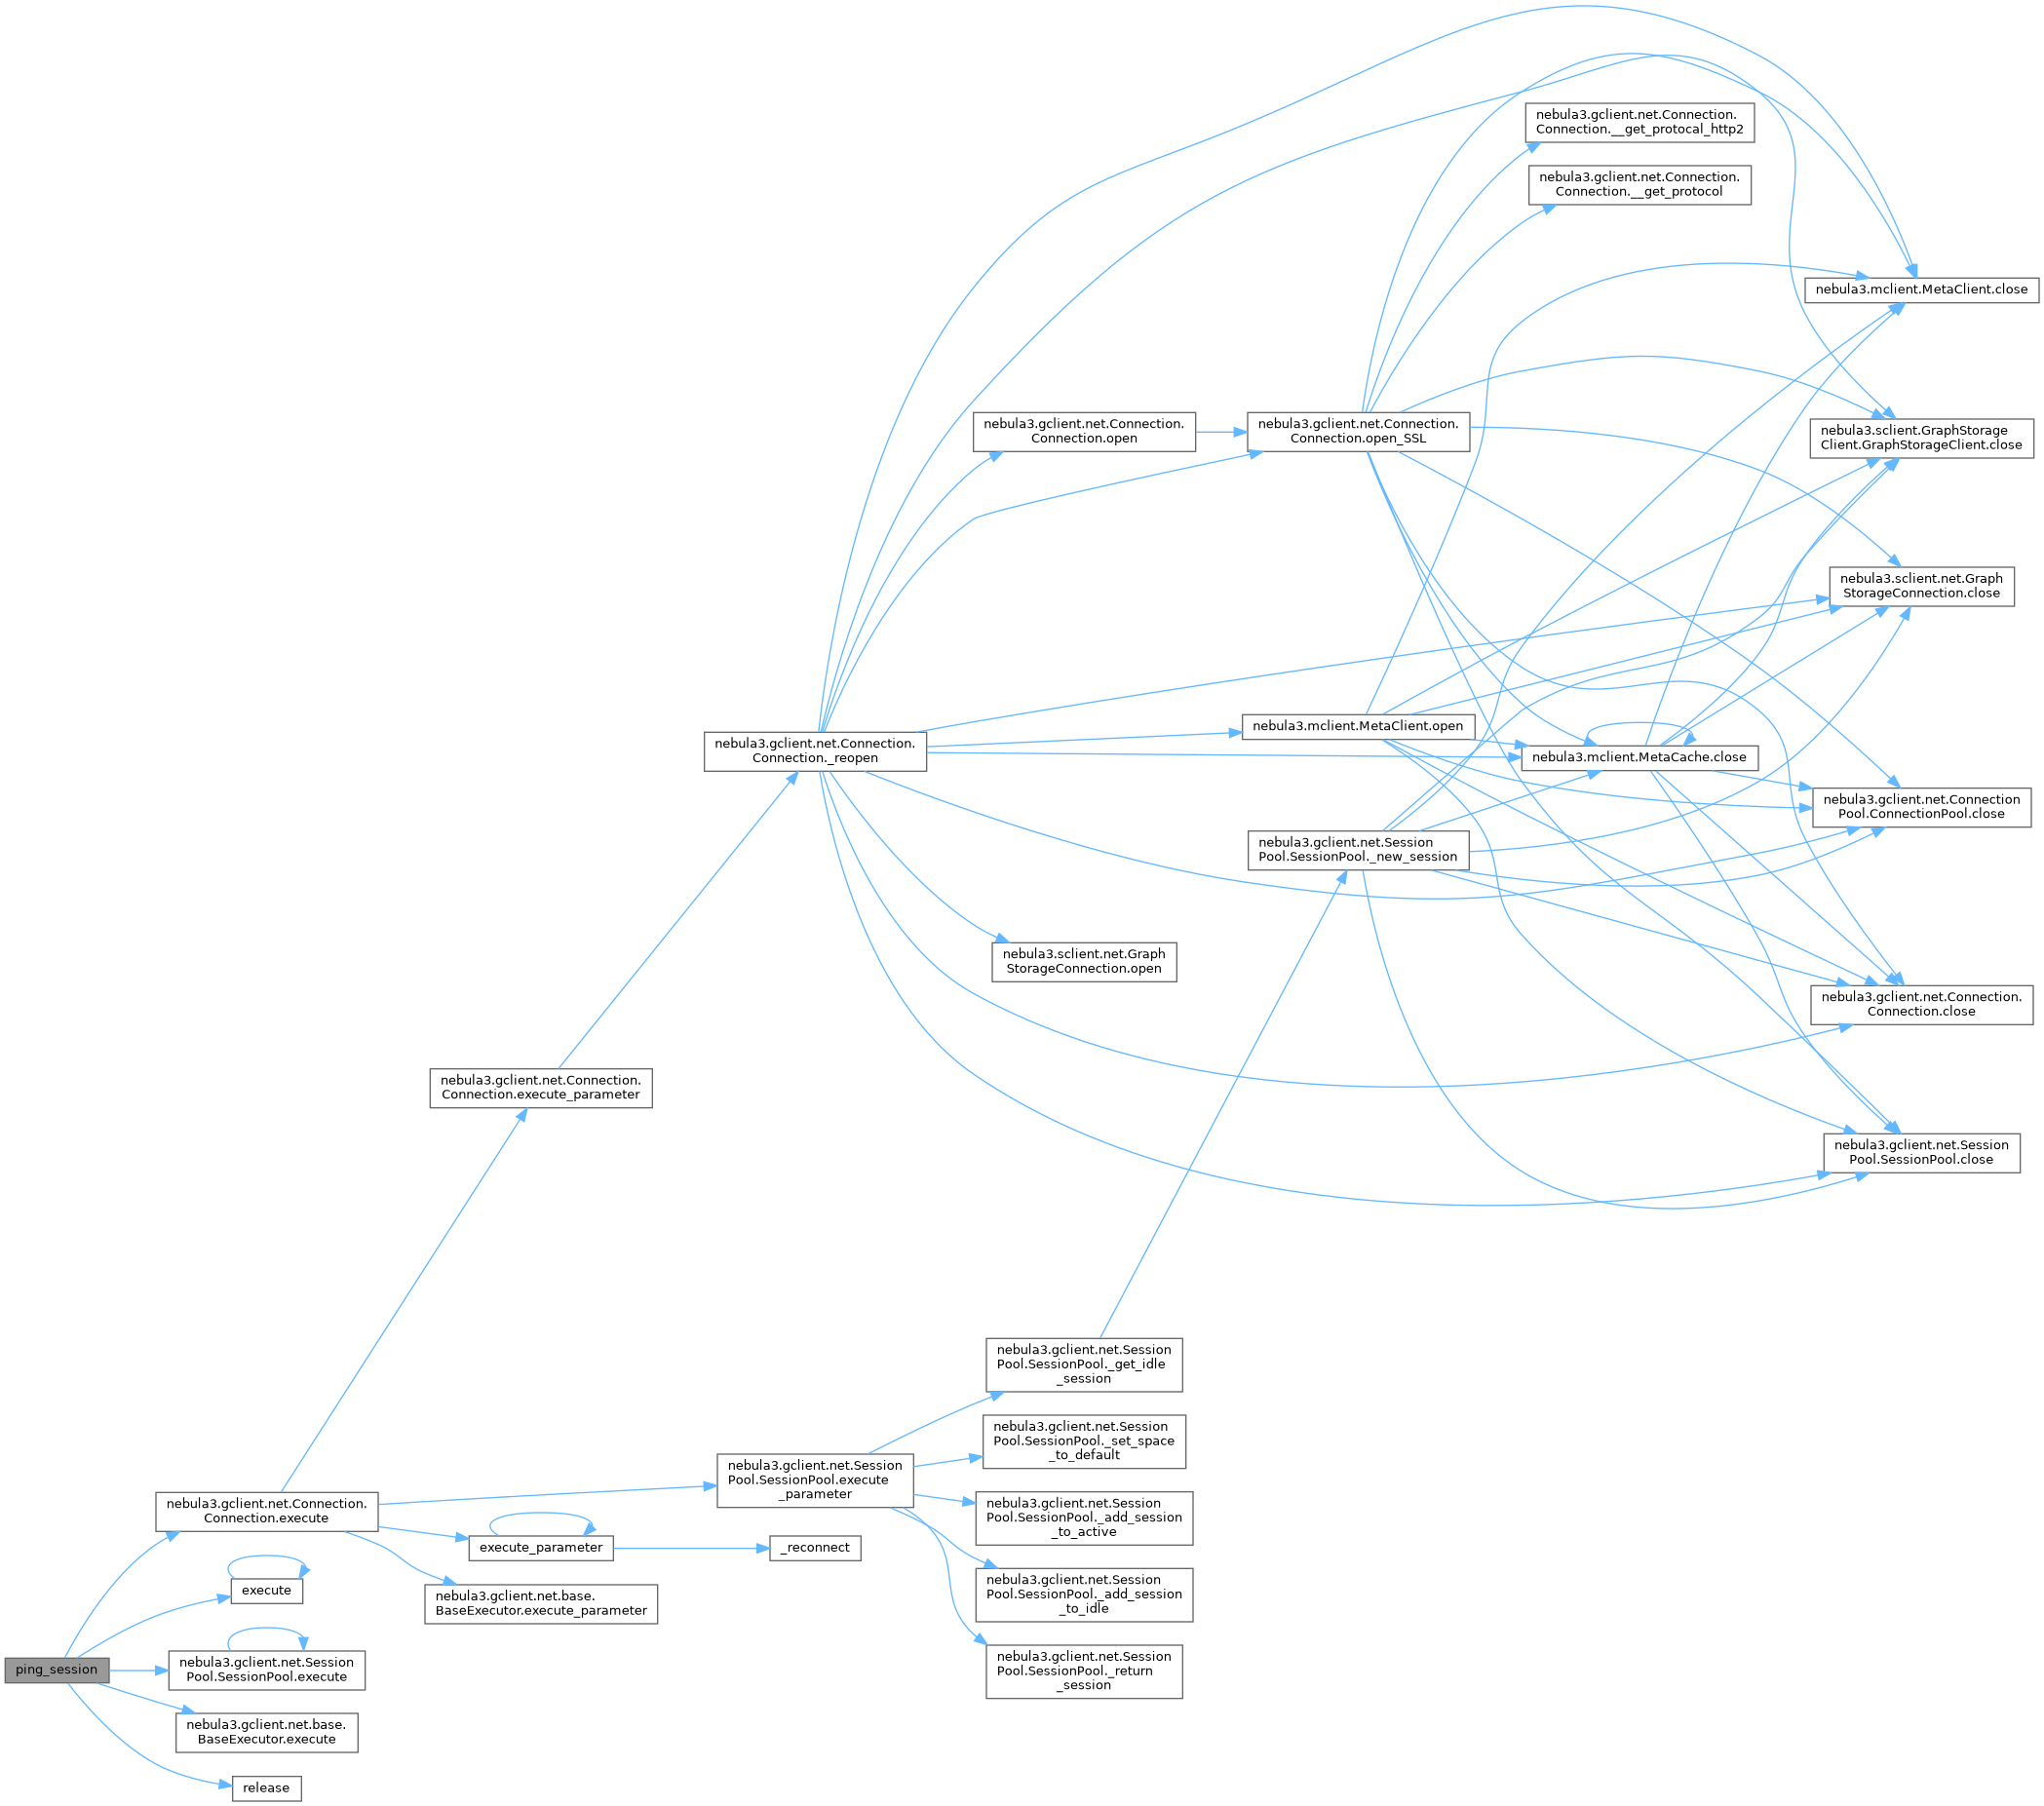 nebula3.gclient.net.Connection.
Connection.__get_protocal_http2
nebula3.gclient.net.Connection.
Connection.__get_protocol
nebula3.mclient.MetaClient.close
nebula3.gclient.net.Connection.
Connection.open
nebula3.gclient.net.Connection.
Connection.open_SSL
nebula3.sclient.GraphStorage
Client.GraphStorageClient.close
nebula3.sclient.net.Graph
StorageConnection.close
nebula3.gclient.net.Connection.
Connection._reopen
nebula3.mclient.MetaClient.open
nebula3.mclient.MetaCache.close
nebula3.gclient.net.Connection
Pool.ConnectionPool.close
nebula3.gclient.net.Session
Pool.SessionPool._new_session
nebula3.sclient.net.Graph
StorageConnection.open
nebula3.gclient.net.Connection.
Connection.close
nebula3.gclient.net.Connection.
Connection.execute_parameter
nebula3.gclient.net.Session
Pool.SessionPool.close
nebula3.gclient.net.Session
Pool.SessionPool._get_idle
_session
nebula3.gclient.net.Session
Pool.SessionPool._set_space
_to_default
nebula3.gclient.net.Session
Pool.SessionPool.execute
_parameter
nebula3.gclient.net.Connection.
Connection.execute
nebula3.gclient.net.Session
Pool.SessionPool._add_session
_to_active
execute_parameter
_reconnect
execute
nebula3.gclient.net.base.
BaseExecutor.execute_parameter
nebula3.gclient.net.Session
Pool.SessionPool._add_session
_to_idle
ping_session
nebula3.gclient.net.Session
Pool.SessionPool.execute
nebula3.gclient.net.Session
Pool.SessionPool._return
_session
nebula3.gclient.net.base.
BaseExecutor.execute
release